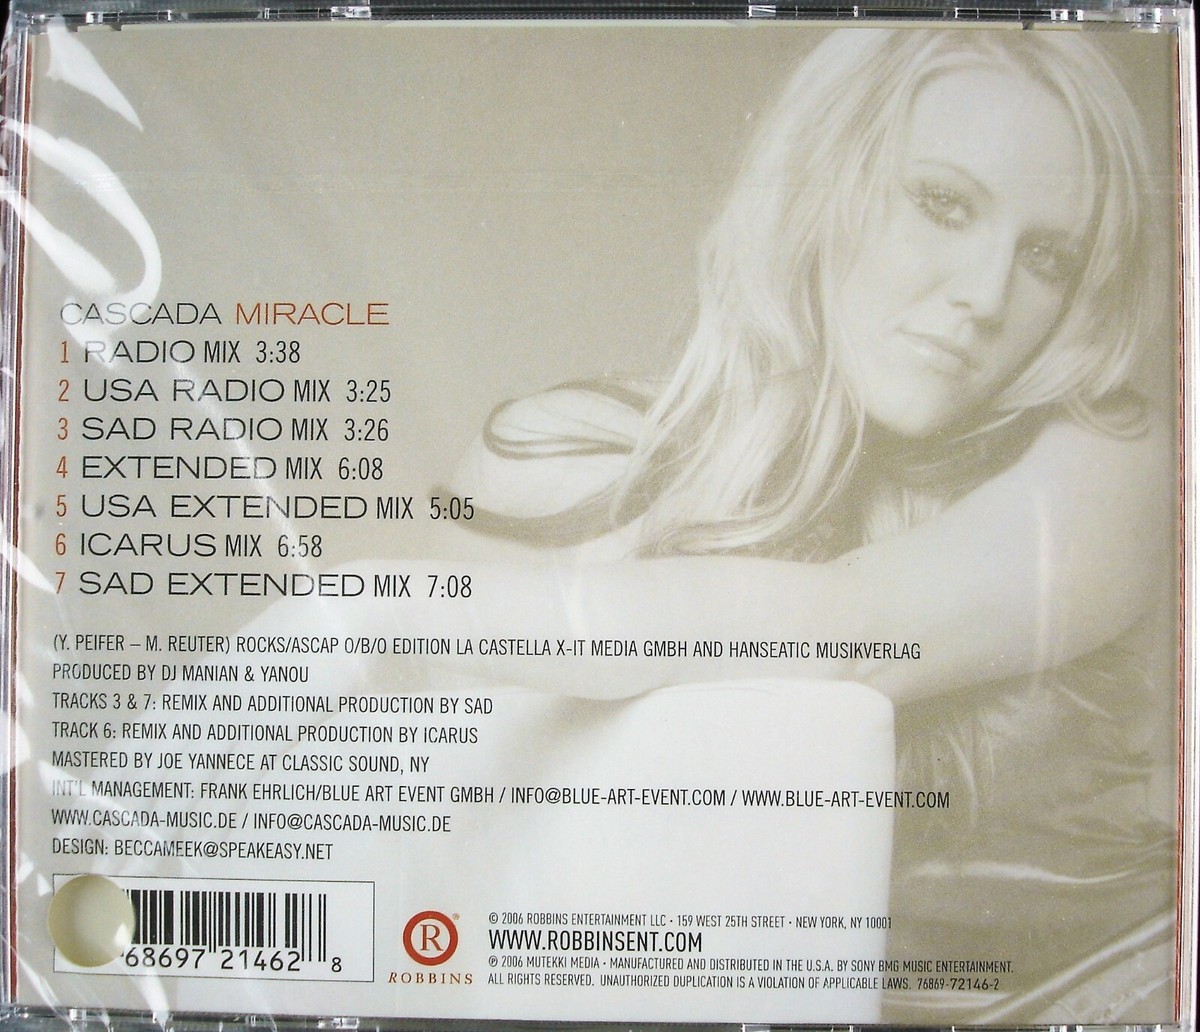 CASCADA MIRACLE
1 RADIO MIX 3:38
2 USA RADIO MIX 3:25
3 SAD RADIO MIX 3:26
4 EXTENDED MIX 6:08
5 USA EXTENDED MIX 5:05
6 ICARUS MIX 6:58
7 SAD EXTENDED MIX 7:08
(Y. PEIFER – M. REUTER) ROCKS/ASCAP O/B/O EDITION LA CASTELLA X-IT MEDIA GMBH AND HANSEATIC MUSIKVERLAG
PRODUCED BY DJ MANIAN & YANOU
TRACKS 3 & 7: REMIX AND ADDITIONAL PRODUCTION BY SAD
TRACK 6: REMIX AND ADDITIONAL PRODUCTION BY ICARUS
MASTERED BY JOE YANNECE AT CLASSIC SOUND, NY
INT'L MANAGEMENT: FRANK EHRLICH/BLUE ART EVENT GMBH / INFO@BLUE-ART-EVENT.COM / WWW.BLUE-ART-EVENT.COM
WWW.CASCADA-MUSIC.DE / INFO@CASCADA-MUSIC.DE
DESIGN: BECCAMEEK@SPEAKEASY.NET
68697 21462 8
R®
ROBBINS
© 2006 ROBBINS ENTERTAINMENT LLC · 159 WEST 25TH STREET · NEW YORK, NY 10001
WWW.ROBBINSENT.COM
℗ 2006 MUTEKKI MEDIA · MANUFACTURED AND DISTRIBUTED IN THE U.S.A. BY SONY BMG MUSIC ENTERTAINMENT.
ALL RIGHTS RESERVED. UNAUTHORIZED DUPLICATION IS A VIOLATION OF APPLICABLE LAWS. 76869-72146-2